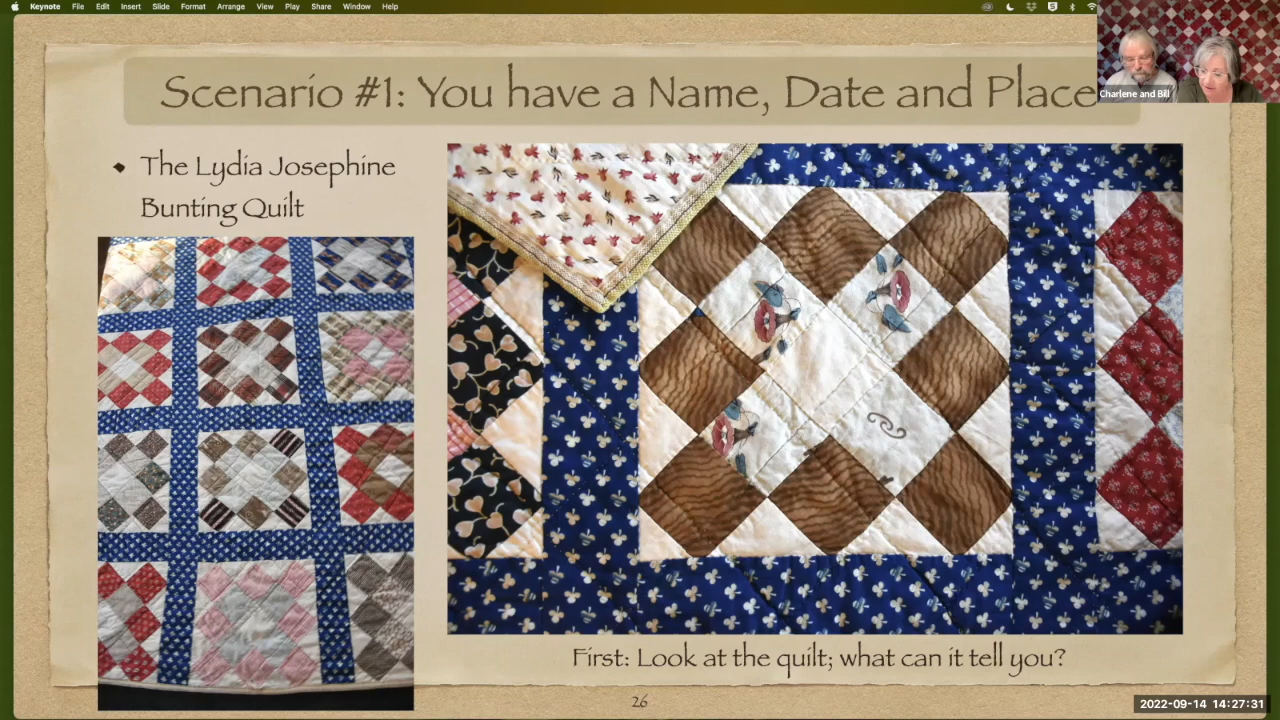 Keynote File Edit Insert Slide Format Arrange View Play Share Window Help
Scenario #1: You have a Name, Date and Place
Charlene and Bill
The Lydia Josephine
Bunting Quilt
First: Look at the quilt; what can it tell you?
26
2022-09-14 14:27:31